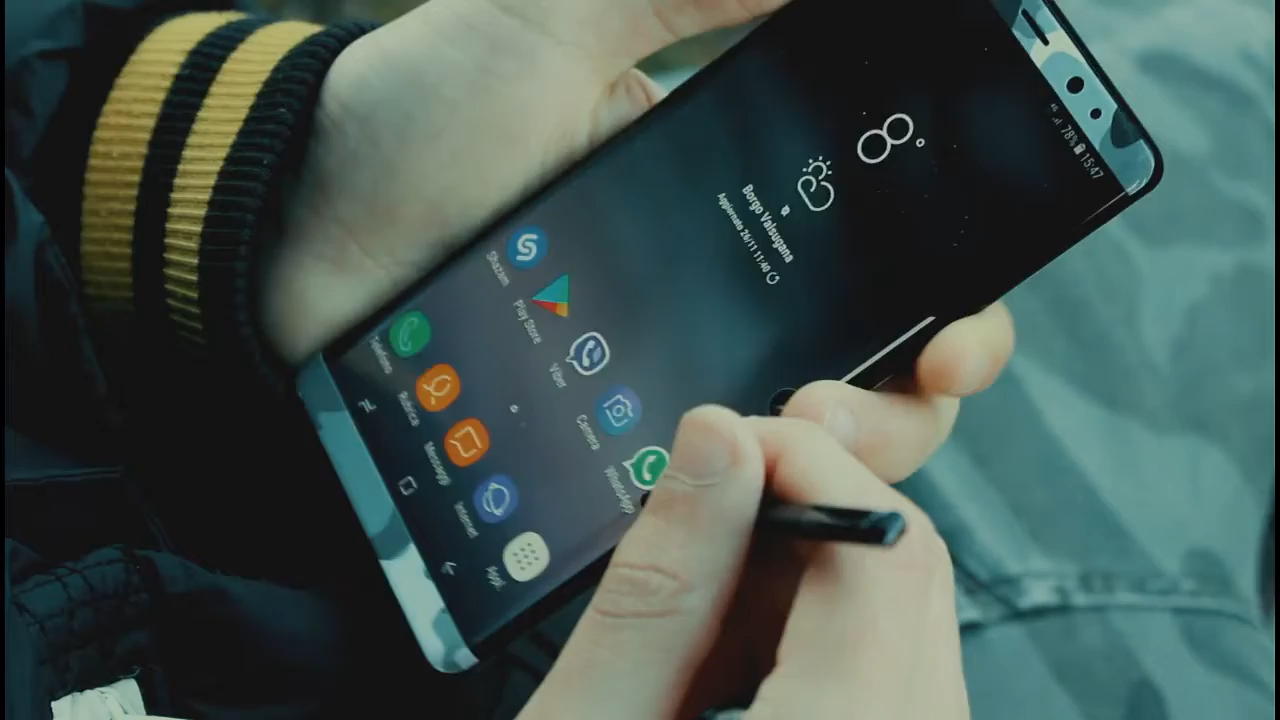 78% 15:47
8°
Borgo Valsugana
Aggiornato 26/11 11:40
Shazam
Play Store
Viber
Camera
WhatsApp
Telefono
Rubrica
Messaggi
Internet
Appl.